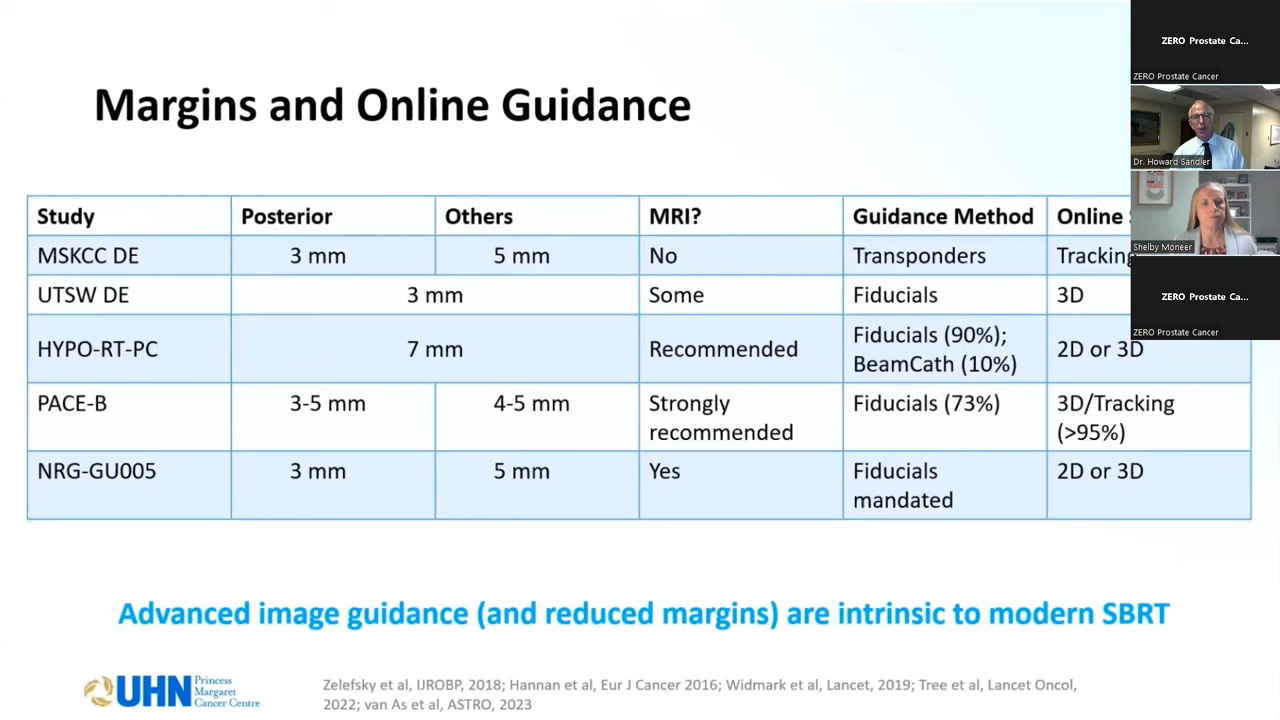 Margins and Online Guidance
Study Posterior Others MRI? Guidance Method Online
MSKCC DE 3 mm 5 mm No Transponders Tracking
UTSW DE 3 mm Some Fiducials 3D
HYPO-RT-PC 7 mm Recommended Fiducials (90%); BeamCath (10%) 2D or 3D
PACE-B 3-5 mm 4-5 mm Strongly recommended Fiducials (73%) 3D/Tracking (>95%)
NRG-GU005 3 mm 5 mm Yes Fiducials mandated 2D or 3D
Advanced image guidance (and reduced margins) are intrinsic to modern SBRT
UHN Princess Margaret Cancer Centre
Zelefsky et al, IJROBP, 2018; Hannan et al, Eur J Cancer 2016; Widmark et al, Lancet, 2019; Tree et al, Lancet Oncol,
2022; van As et al, ASTRO, 2023
ZERO Prostate Ca...
ZERO Prostate Cancer
Dr. Howard Sandler
Shelby Moneer
ZERO Prostate Ca...
ZERO Prostate Cancer